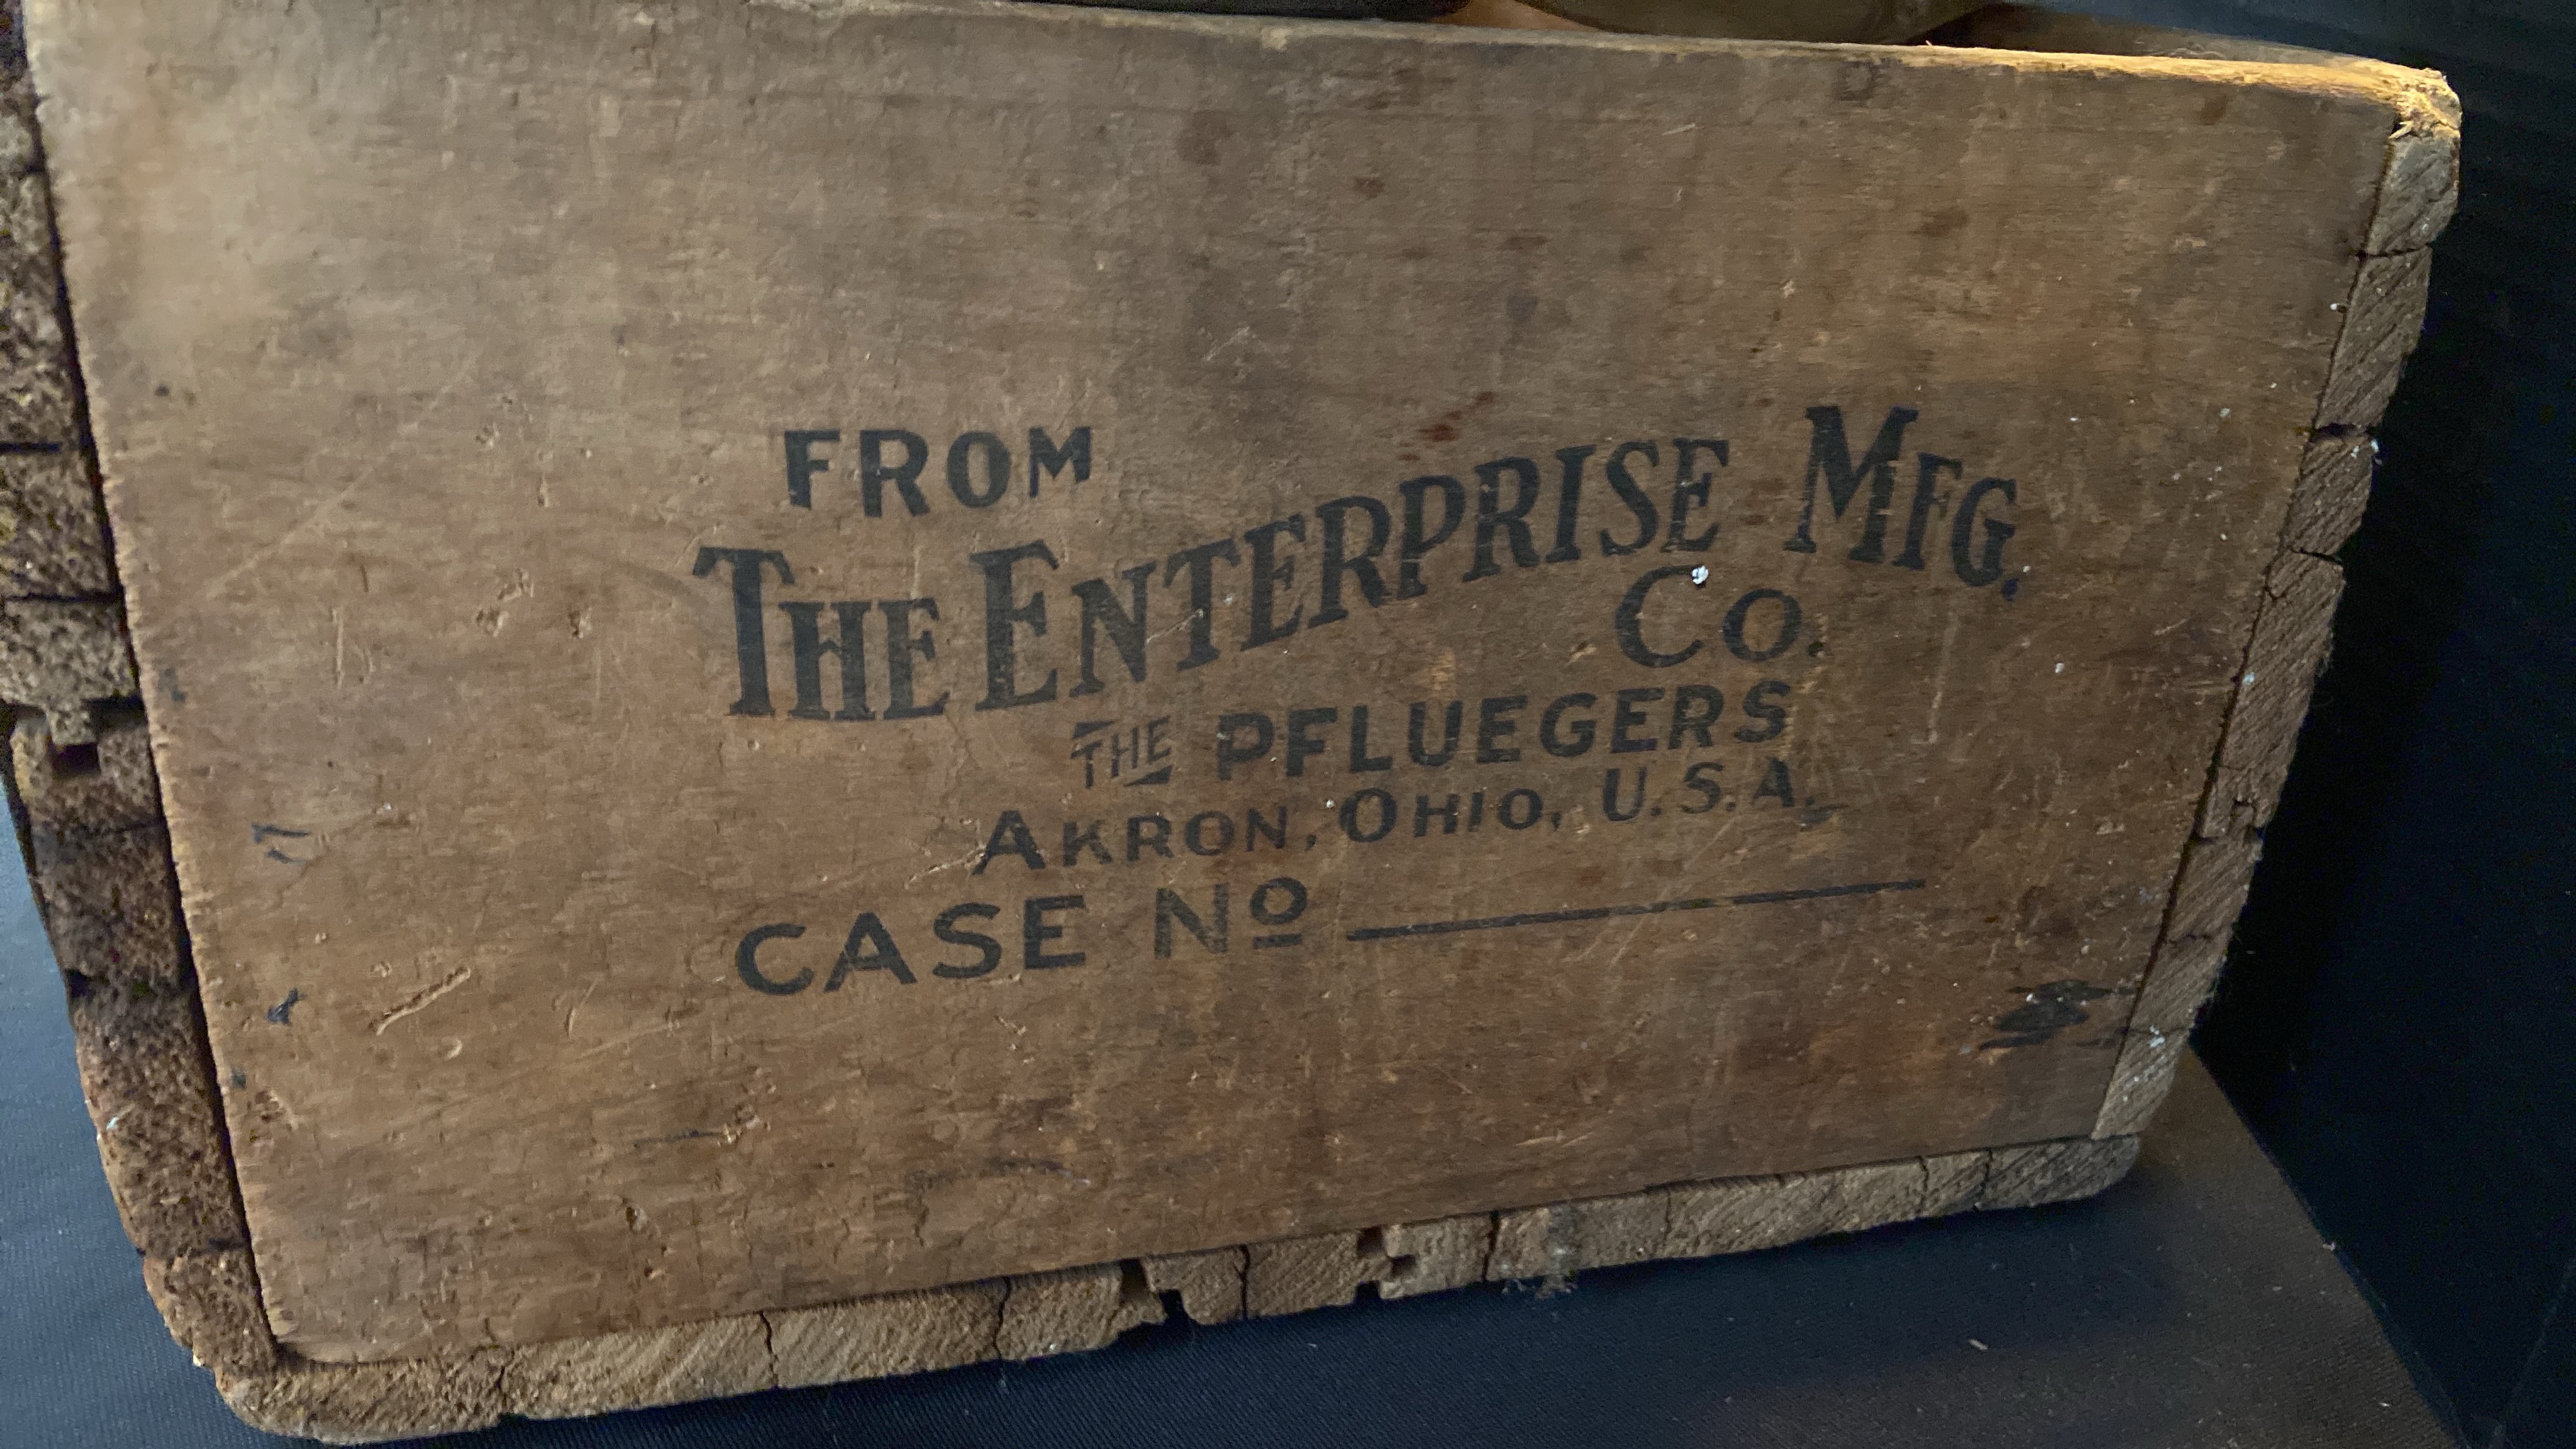 FROM
THE ENTERPRISE MFG.
CO.
THE PFLUEGERS
AKRON, OHIO, U.S.A.
CASE Nº